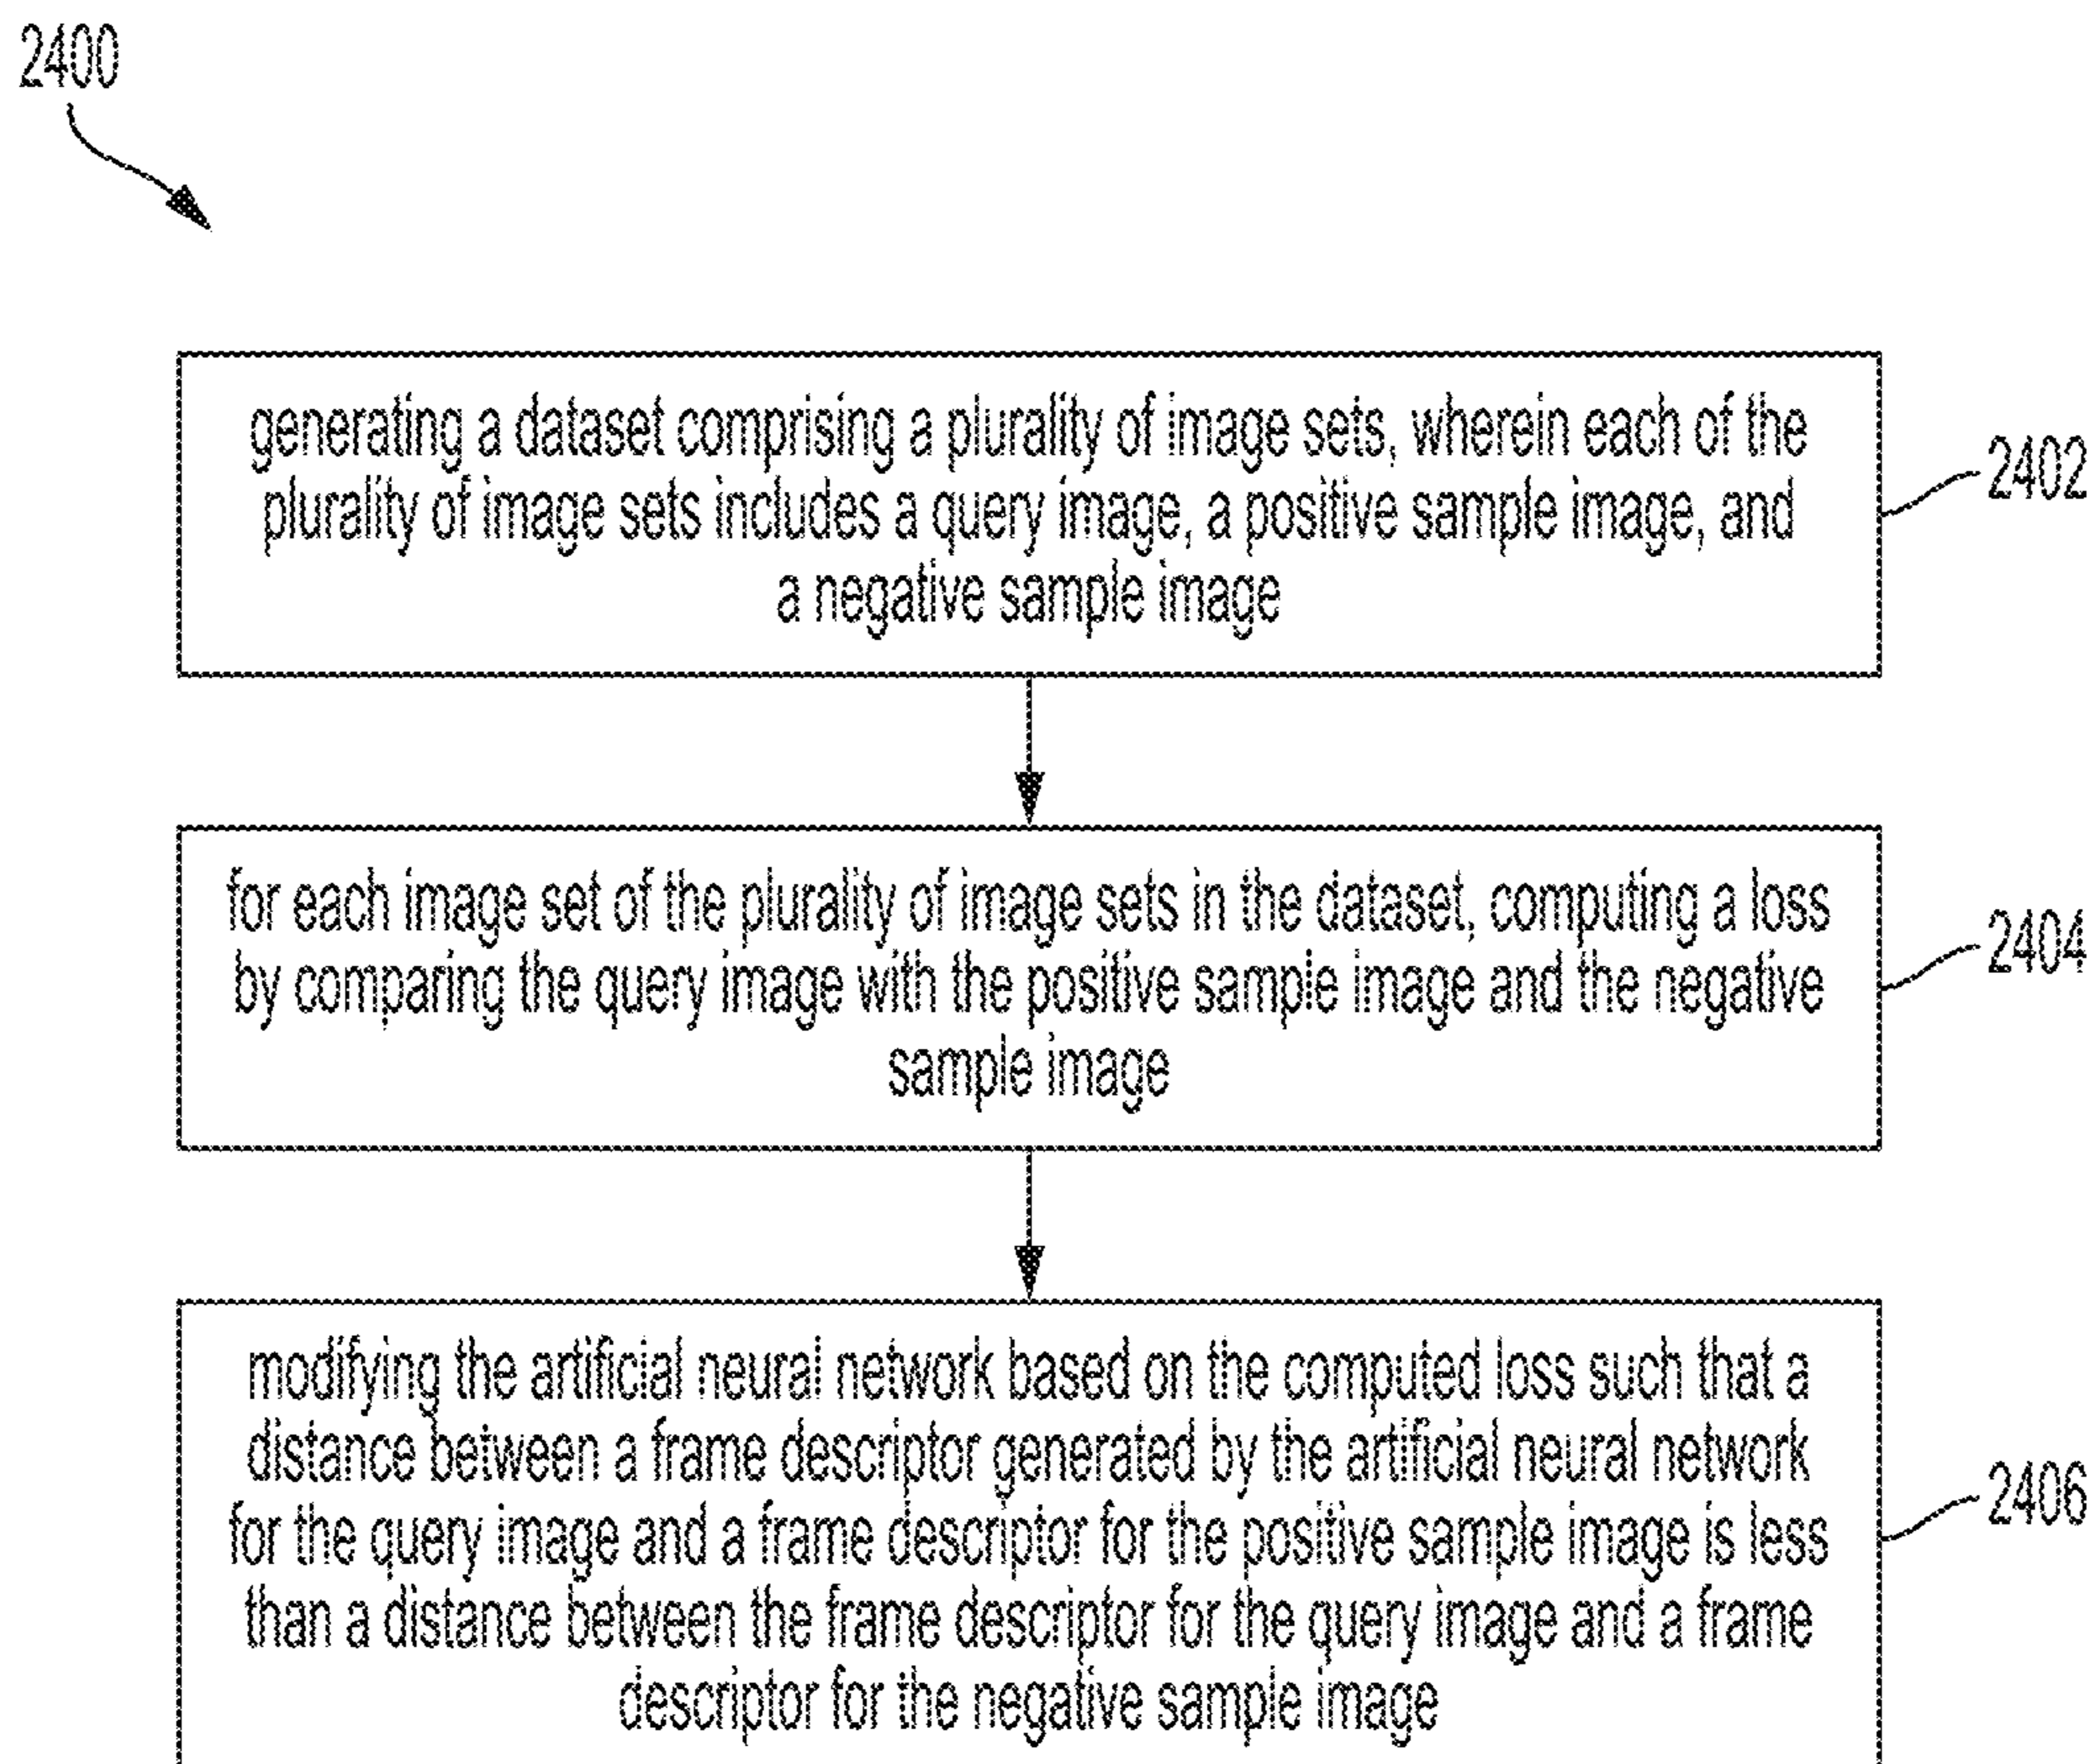 2400
generating a dataset comprising a plurality of image sets, wherein each of the
plurality of image sets includes a query image, a positive sample image, and
a negative sample image
2402
for each image set of the plurality of image sets in the dataset, computing a loss
by comparing the query image with the positive sample image and the negative
sample image
2404
modifying the artificial neural network based on the computed loss such that a
distance between a frame descriptor generated by the artificial neural network
for the query image and a frame descriptor for the positive sample image is less
than a distance between the frame descriptor for the query image and a frame
descriptor for the negative sample image
2406